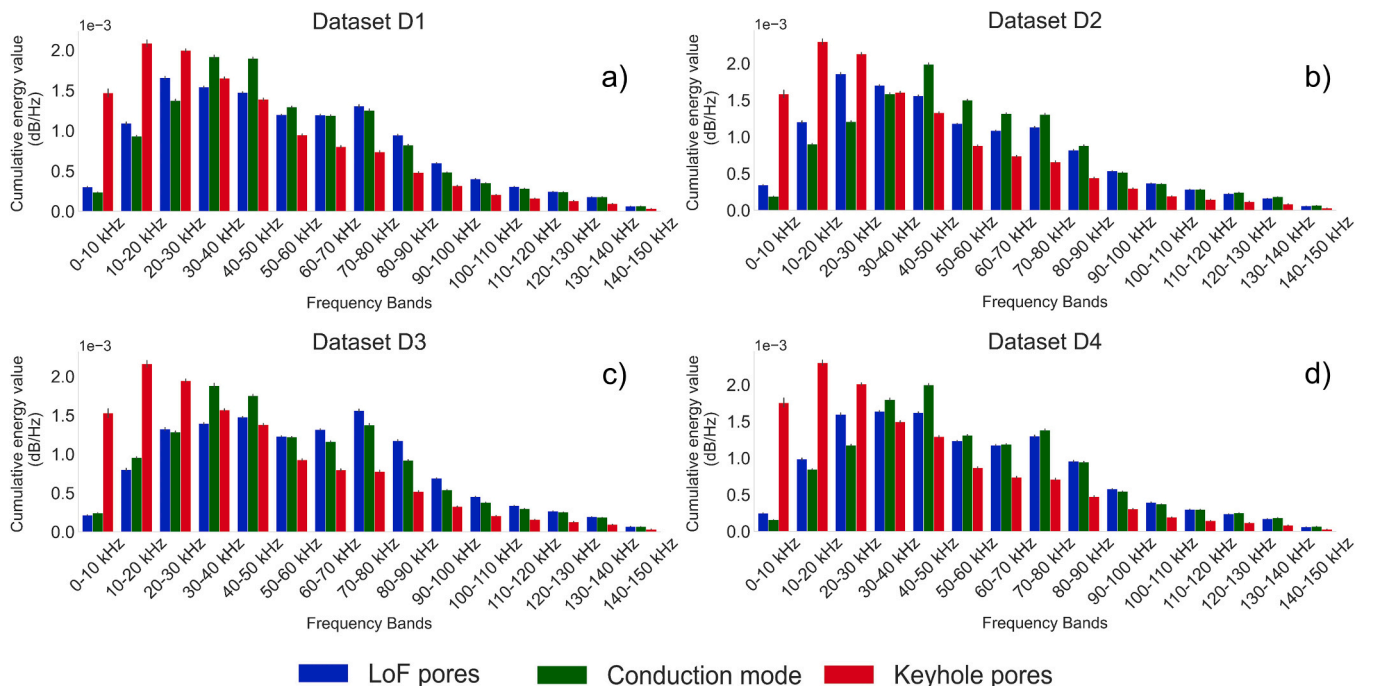 Dataset D1
1e−3
a)
Cumulative energy value
(dB/Hz)
2.0
1.5
1.0
0.5
0.0
0-10 kHz
10-20 kHz
20-30 kHz
30-40 kHz
40-50 kHz
50-60 kHz
60-70 kHz
70-80 kHz
80-90 kHz
90-100 kHz
100-110 kHz
110-120 kHz
120-130 kHz
130-140 kHz
140-150 kHz
Frequency Bands
Dataset D2
1e−3
b)
Cumulative energy value
(dB/Hz)
2.0
1.5
1.0
0.5
0.0
0-10 kHz
10-20 kHz
20-30 kHz
30-40 kHz
40-50 kHz
50-60 kHz
60-70 kHz
70-80 kHz
80-90 kHz
90-100 kHz
100-110 kHz
110-120 kHz
120-130 kHz
130-140 kHz
140-150 kHz
Frequency Bands
Dataset D3
1e−3
c)
Cumulative energy value
(dB/Hz)
2.0
1.5
1.0
0.5
0.0
0-10 kHz
10-20 kHz
20-30 kHz
30-40 kHz
40-50 kHz
50-60 kHz
60-70 kHz
70-80 kHz
80-90 kHz
90-100 kHz
100-110 kHz
110-120 kHz
120-130 kHz
130-140 kHz
140-150 kHz
Frequency Bands
Dataset D4
1e−3
d)
Cumulative energy value
(dB/Hz)
2.0
1.5
1.0
0.5
0.0
0-10 kHz
10-20 kHz
20-30 kHz
30-40 kHz
40-50 kHz
50-60 kHz
60-70 kHz
70-80 kHz
80-90 kHz
90-100 kHz
100-110 kHz
110-120 kHz
120-130 kHz
130-140 kHz
140-150 kHz
Frequency Bands
LoF pores
Conduction mode
Keyhole pores